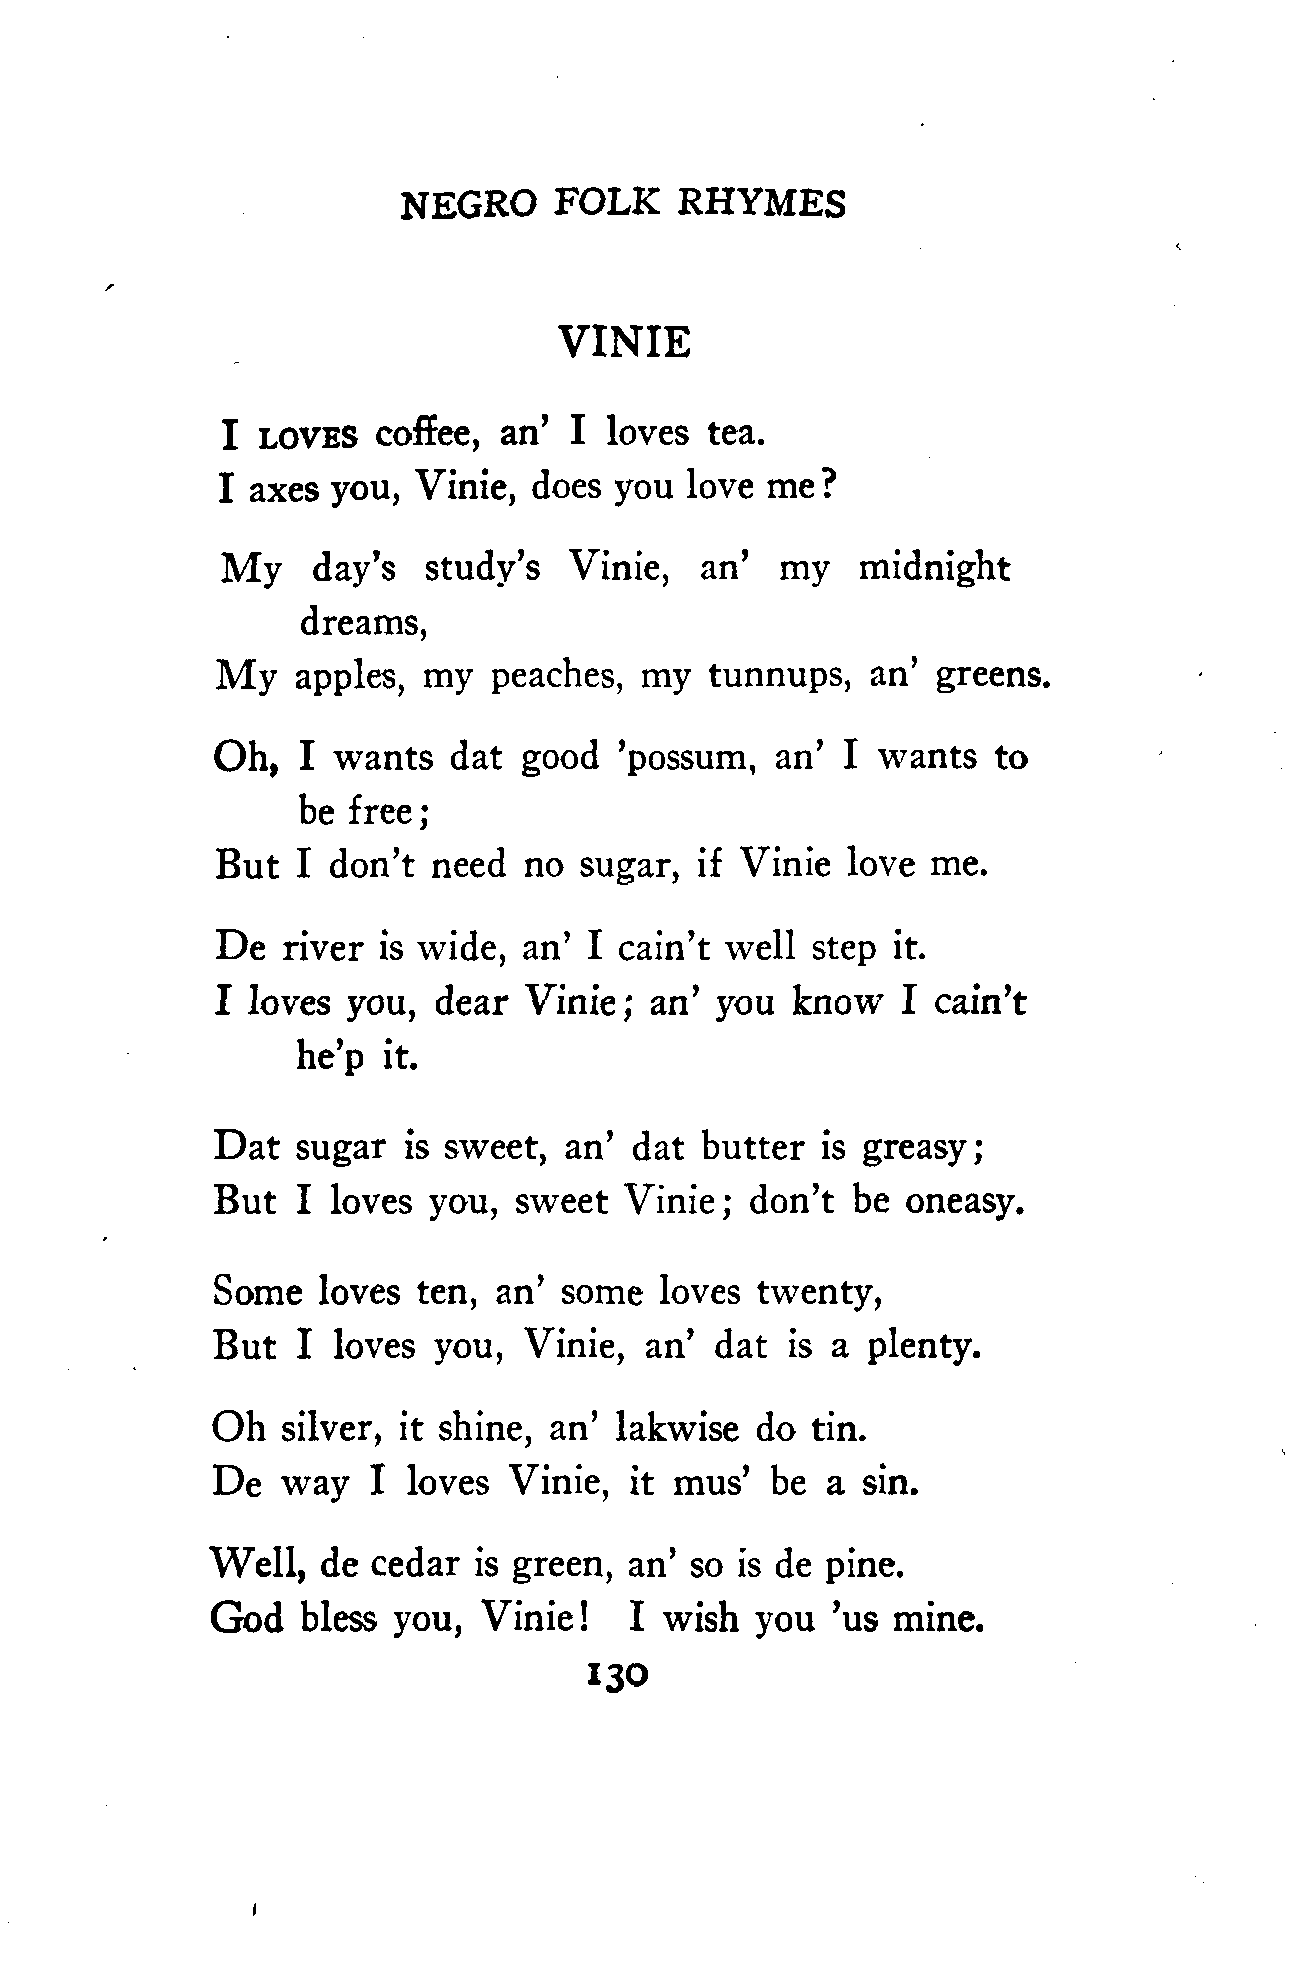 NEGRO FOLK RHYMES
VINIE
I LOVES coffee, an' I loves tea.
I axes you, Vinie, does you love me?
My day's study's Vinie, an' my midnight
dreams,
My apples, my peaches, my tunnups, an' greens.
Oh, I wants dat good 'possum, an' I wants to
be free;
But I don't need no sugar, if Vinie love me.
De river is wide, an' I cain't well step it.
I loves you, dear Vinie; an' you know I cain't
he'p it.
Dat sugar is sweet, an' dat butter is greasy;
But I loves you, sweet Vinie; don't be oneasy.
Some loves ten, an' some loves twenty,
But I loves you, Vinie, an' dat is a plenty.
Oh silver, it shine, an' lakwise do tin.
De way I loves Vinie, it mus' be a sin.
Well, de cedar is green, an' so is de pine.
God bless you, Vinie! I wish you 'us mine.
130